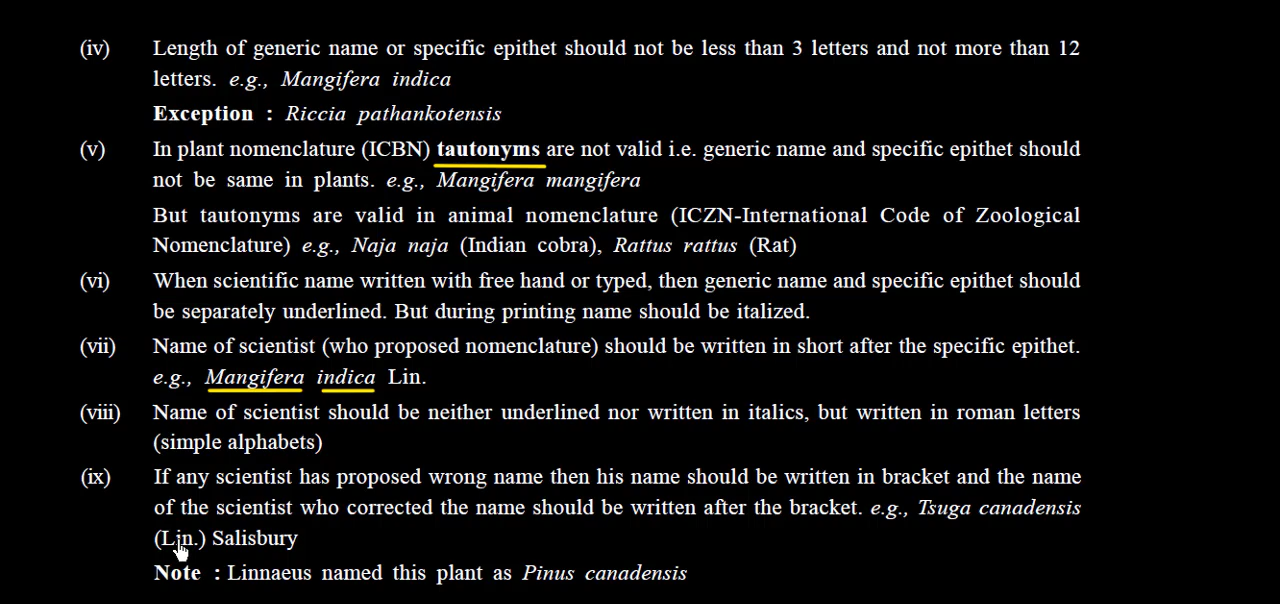 (iv) Length of generic name or specific epithet should not be less than 3 letters and not more than 12
letters. e.g., Mangifera indica
Exception : Riccia pathankotensis
(v) In plant nomenclature (ICBN) tautonyms are not valid i.e. generic name and specific epithet should
not be same in plants. e.g., Mangifera mangifera
But tautonyms are valid in animal nomenclature (ICZN-International Code of Zoological
Nomenclature) e.g., Naja naja (Indian cobra), Rattus rattus (Rat)
(vi) When scientific name written with free hand or typed, then generic name and specific epithet should
be separately underlined. But during printing name should be italized.
(vii) Name of scientist (who proposed nomenclature) should be written in short after the specific epithet.
e.g., Mangifera indica Lin.
(viii) Name of scientist should be neither underlined nor written in italics, but written in roman letters
(simple alphabets)
(ix) If any scientist has proposed wrong name then his name should be written in bracket and the name
of the scientist who corrected the name should be written after the bracket. e.g., Tsuga canadensis
(Lin.) Salisbury
Note : Linnaeus named this plant as Pinus canadensis